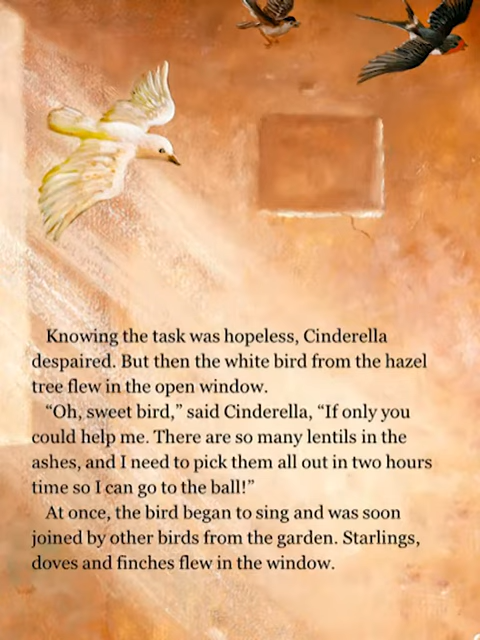 Knowing the task was hopeless, Cinderella
despaired. But then the white bird from the hazel
tree flew in the open window.
“Oh, sweet bird,” said Cinderella, “If only you
could help me. There are so many lentils in the
ashes, and I need to pick them all out in two hours
time so I can go to the ball!”
At once, the bird began to sing and was soon
joined by other birds from the garden. Starlings,
doves and finches flew in the window.